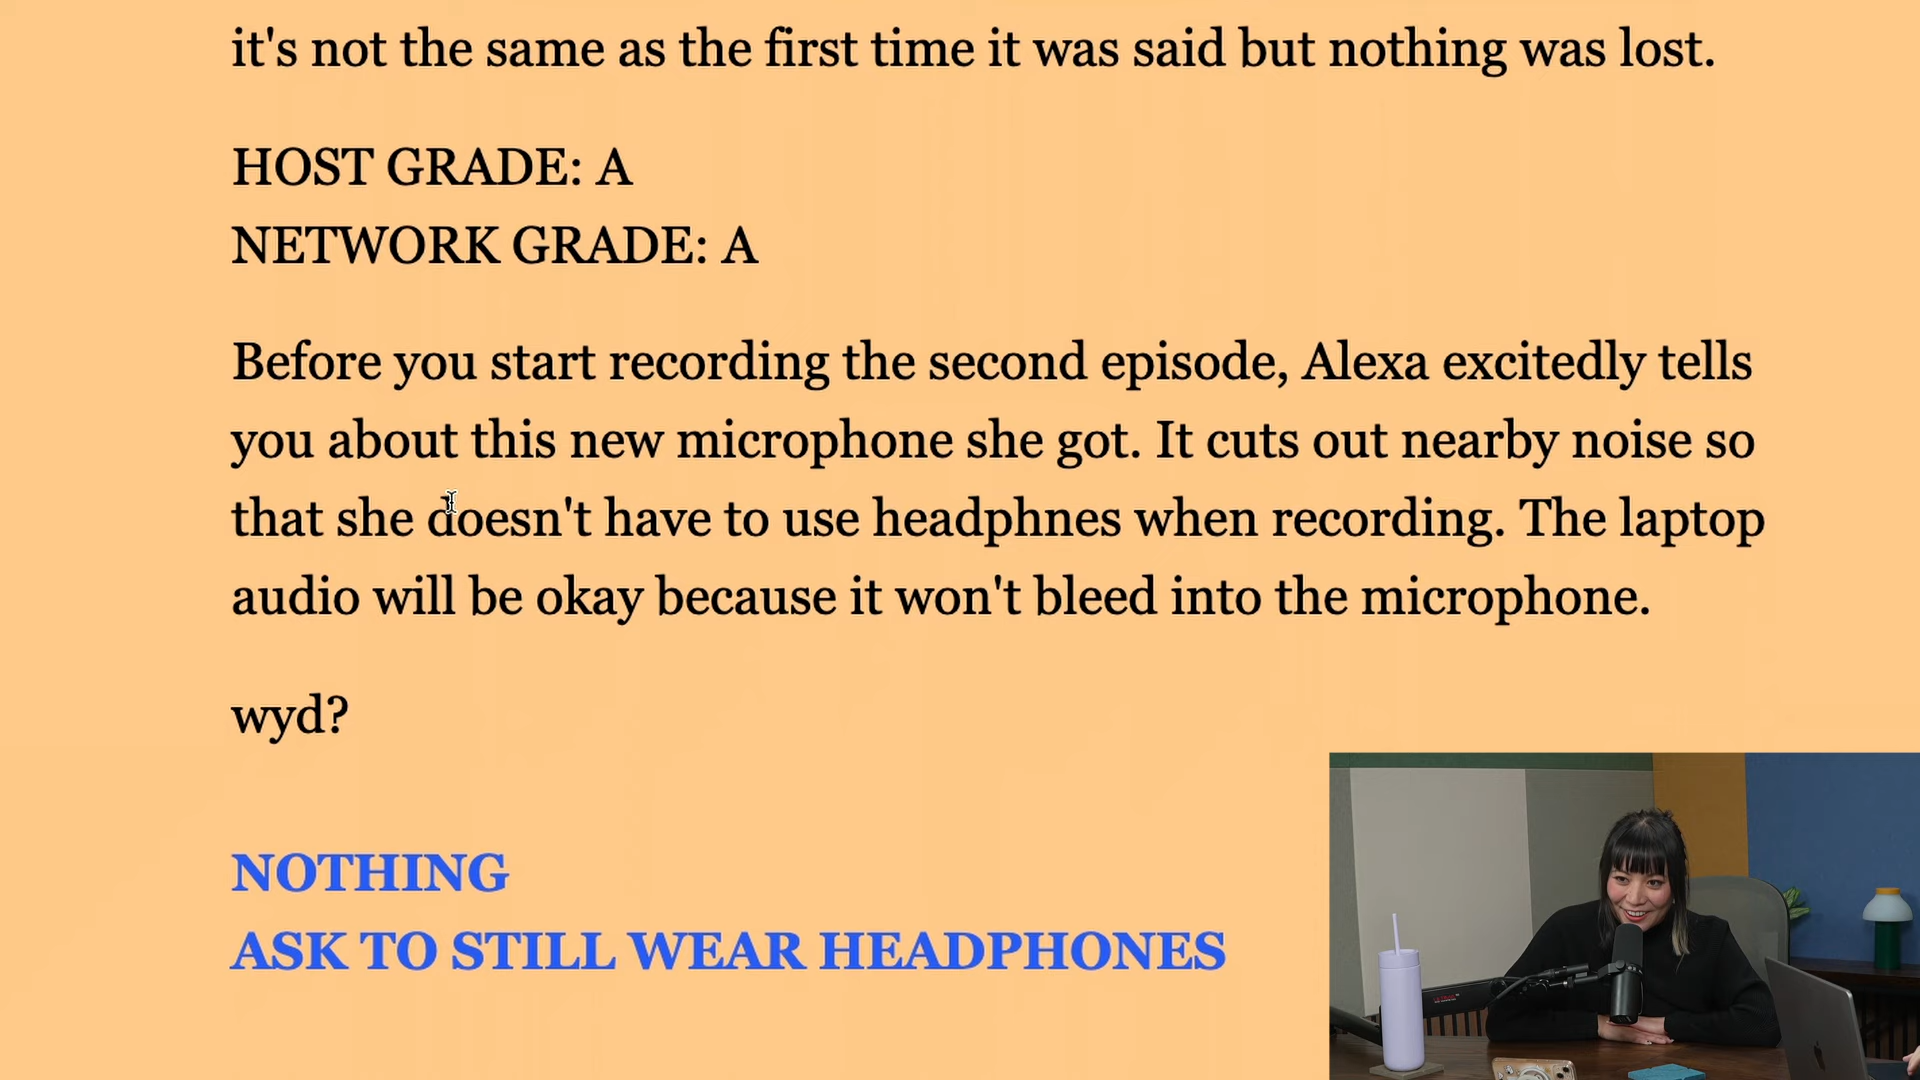 it's not the same as the first time it was said but nothing was lost.
HOST GRADE: A
NETWORK GRADE: A
Before you start recording the second episode, Alexa excitedly tells
you about this new microphone she got. It cuts out nearby noise so
that she doesn't have to use headphnes when recording. The laptop
audio will be okay because it won't bleed into the microphone.
wyd?
NOTHING
ASK TO STILL WEAR HEADPHONES